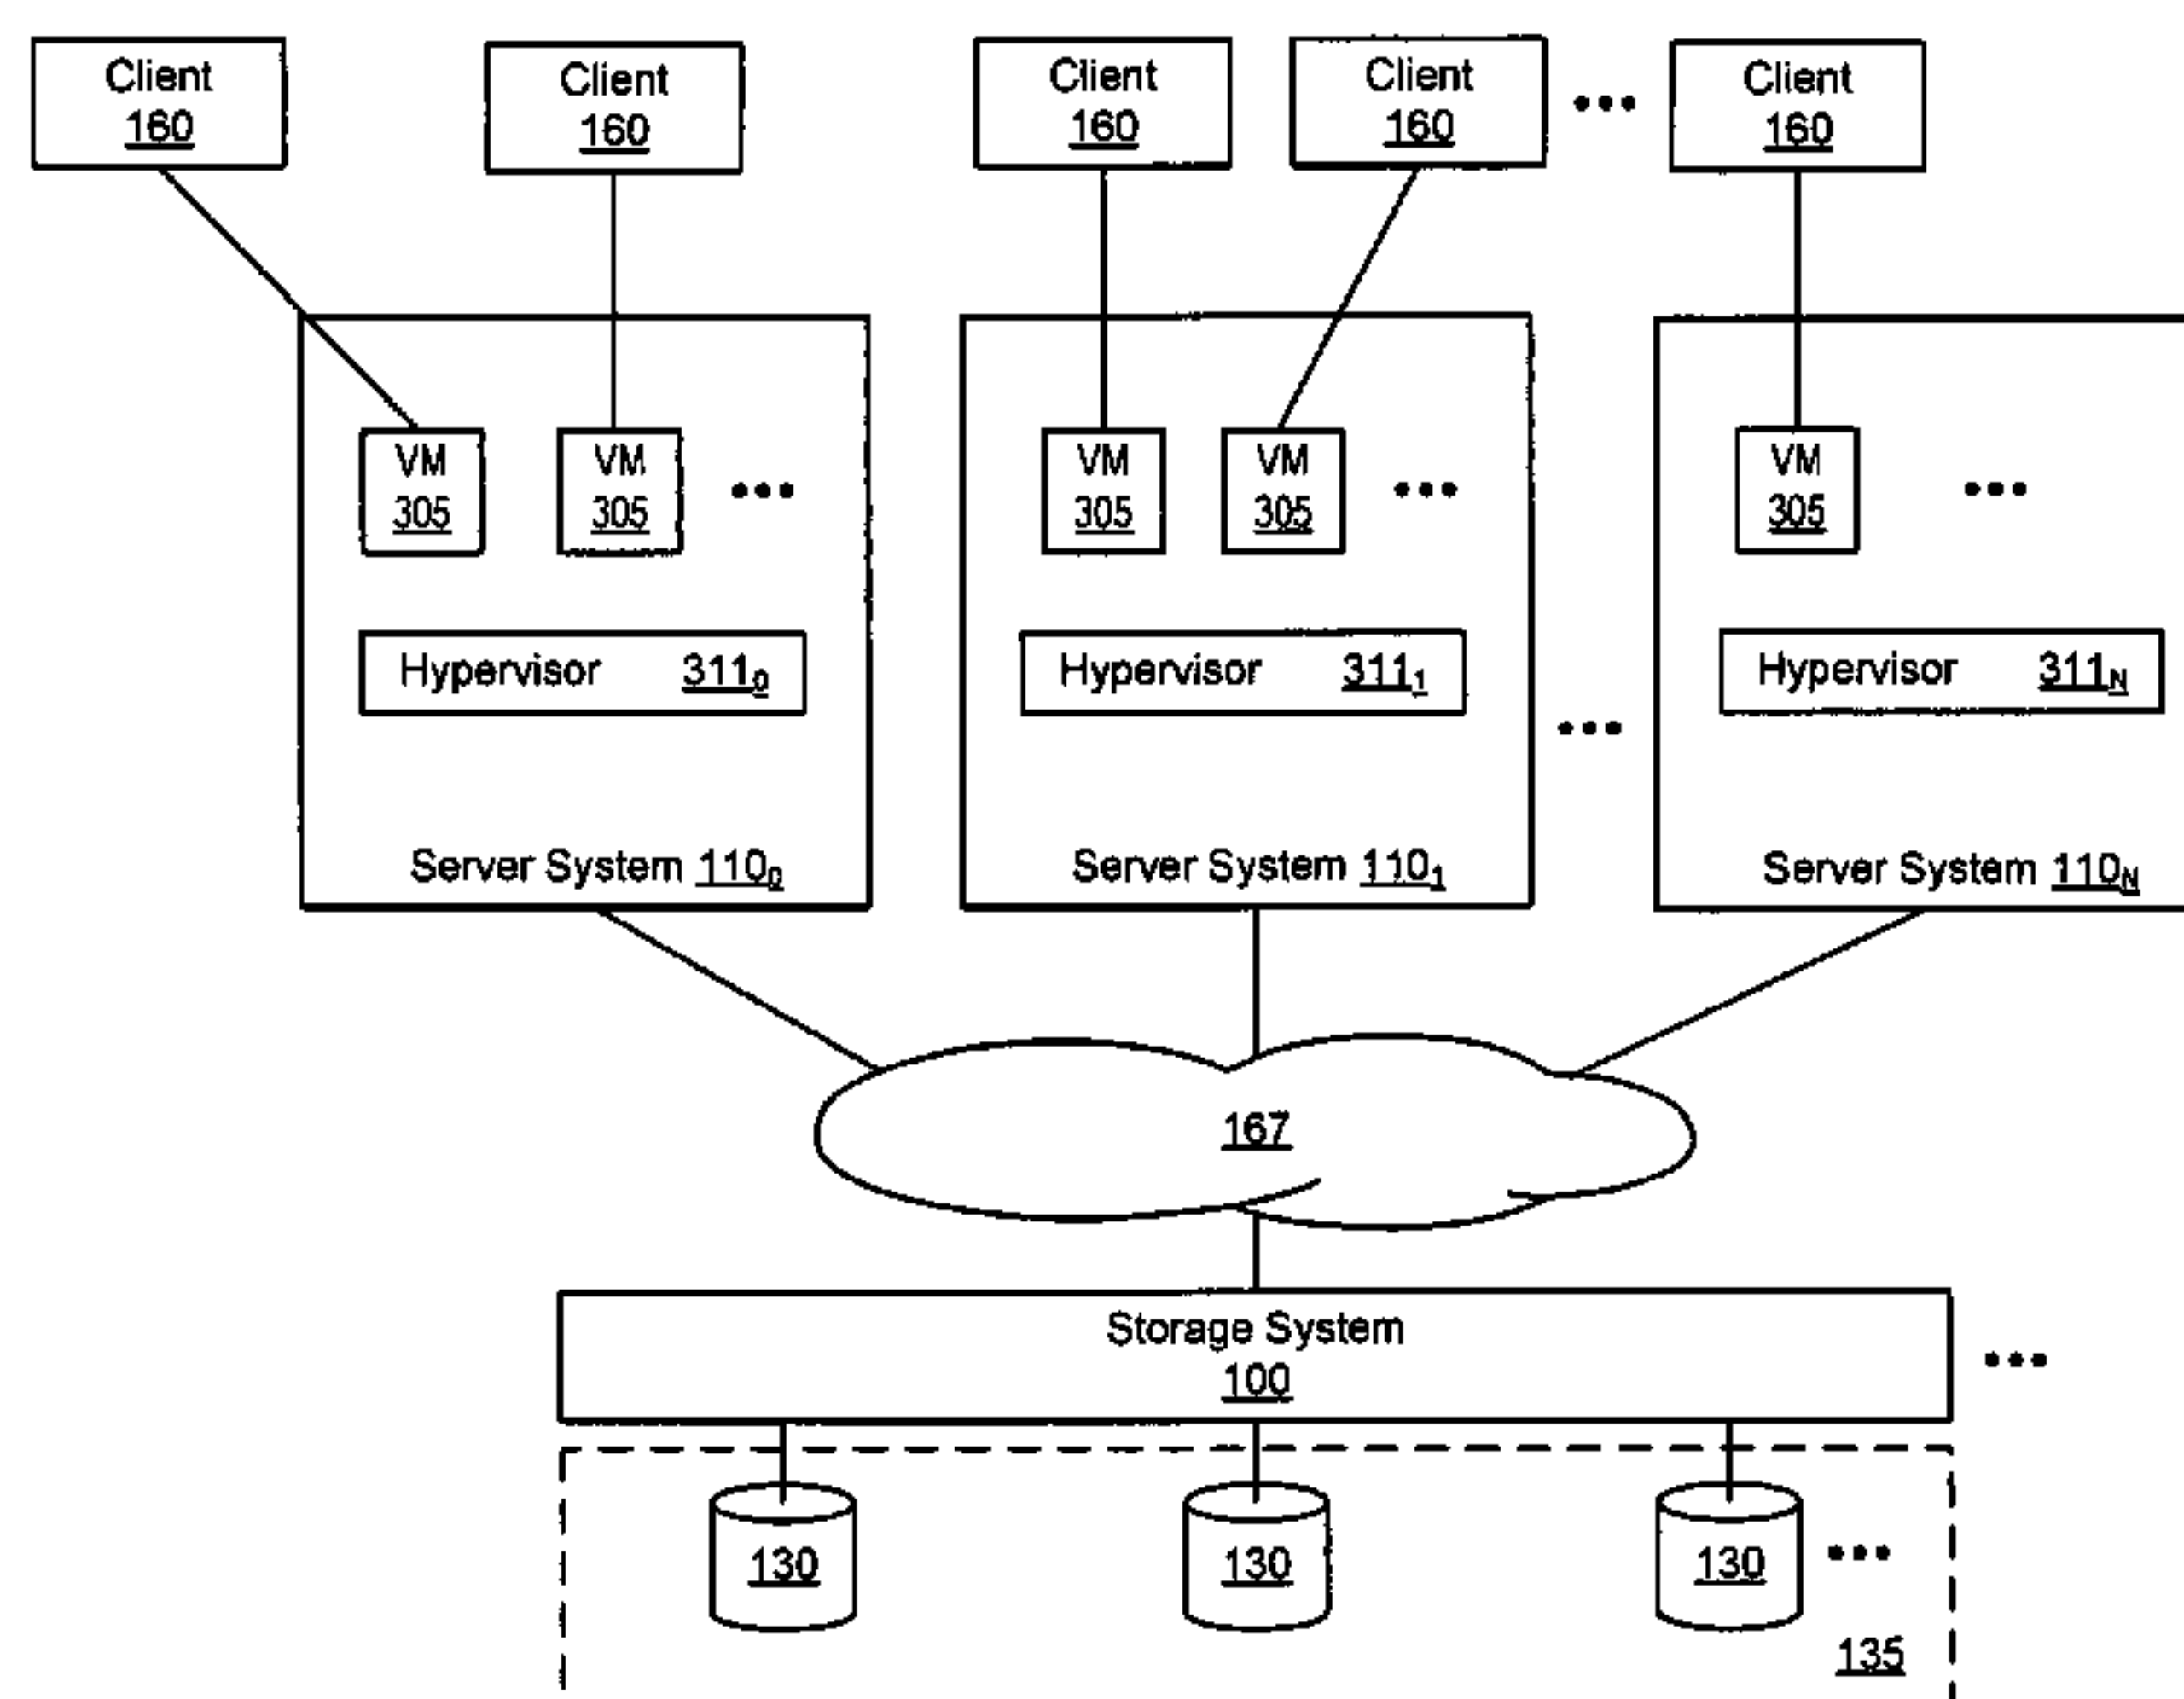 Client
160
Client
160
Client
160
Client
160
•••
Client
160
VM
305
VM
305
•••
VM
305
VM
305
•••
VM
305
•••
Hypervisor 311₀
Hypervisor 311₁
Hypervisor 311N
•••
Server System 110₀
Server System 110₁
Server System 110N
167
Storage System
100
•••
130
130
130
•••
135